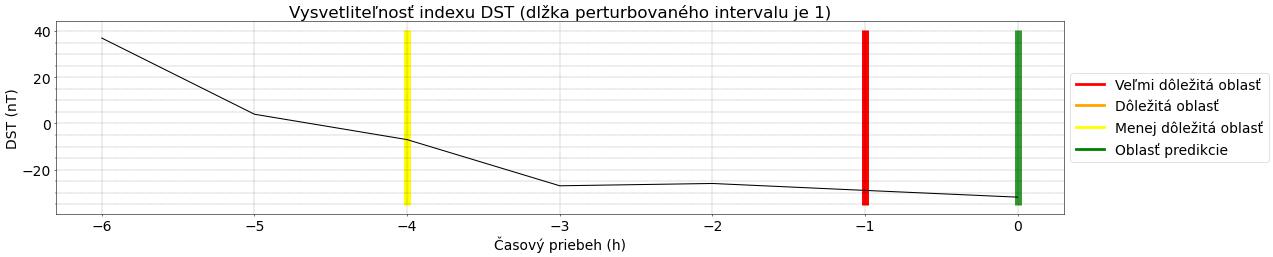 Vysvetliteľnosť indexu DST (dĺžka perturbovaného intervalu je 1)
DST (nT)
40
20
0
−20
−6 −5 −4 −3 −2 −1 0
Časový priebeh (h)
Veľmi dôležitá oblasť
Dôležitá oblasť
Menej dôležitá oblasť
Oblasť predikcie